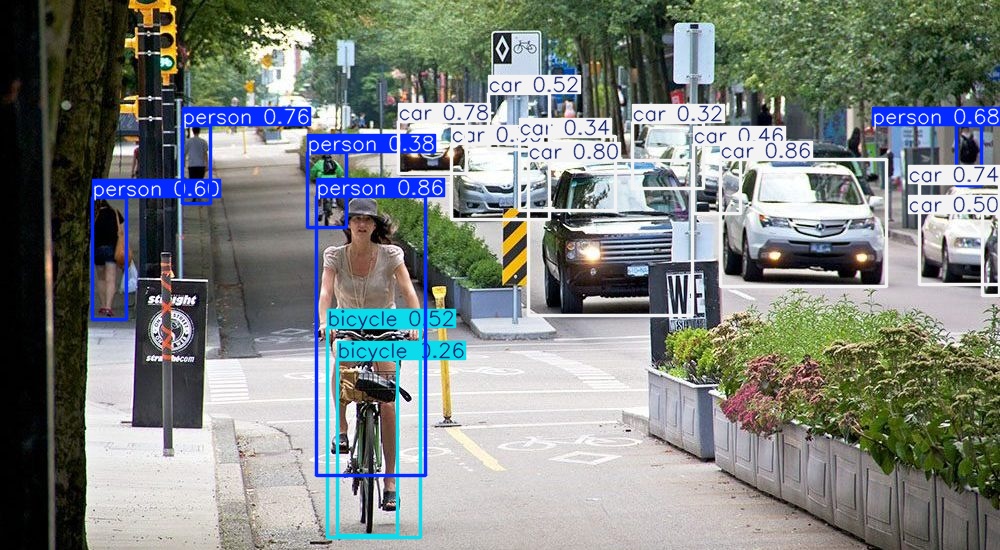 car 0.52
car 0.78
car 0.32
person 0.76
person 0.68
car 0.34
car 0.46
person 0.38
car 0.80
car 0.86
car 0.74
person 0.60
person 0.86
car 0.50
straight
WE
straight.com
bicycle 0.52
bicycle 0.26